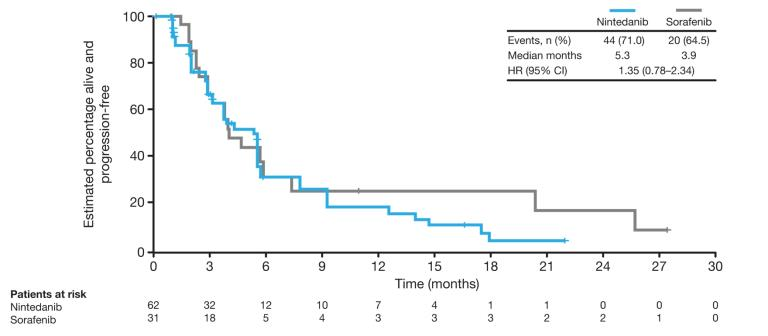 Nintedanib Sorafenib
Events, n (%) 44 (71.0) 20 (64.5)
Median months 5.3 3.9
HR (95% CI) 1.35 (0.78–2.34)
Estimated percentage alive and
progression-free
100
80
60
40
20
0
0 3 6 9 12 15 18 21 24 27 30
Time (months)
Patients at risk
Nintedanib 62 32 12 10 7 4 1 1 0 0 0
Sorafenib 31 18 5 4 3 3 3 2 2 1 0